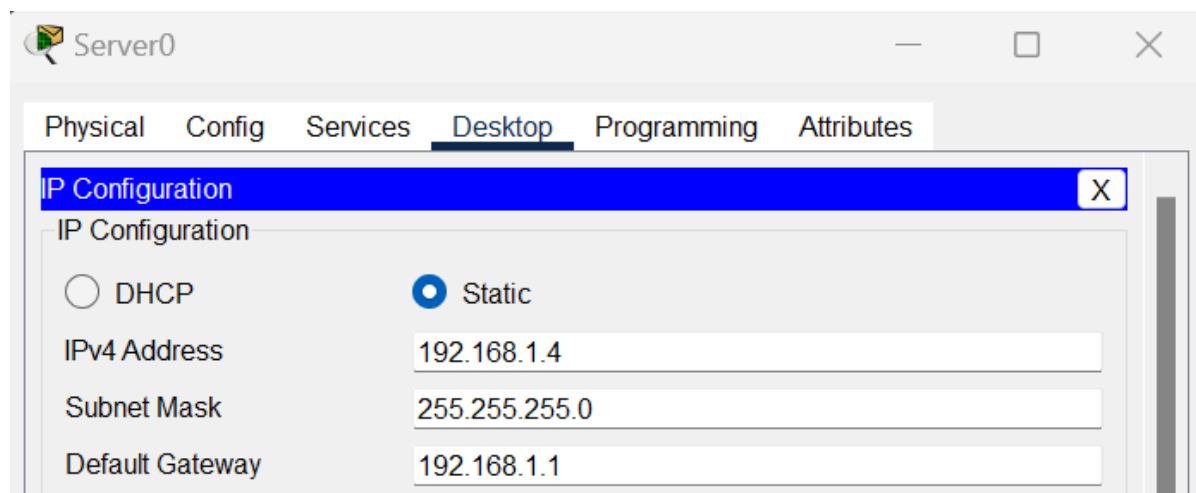 Server0
Physical Config Services Desktop Programming Attributes
IP Configuration X
IP Configuration
DHCP Static
IPv4 Address 192.168.1.4
Subnet Mask 255.255.255.0
Default Gateway 192.168.1.1